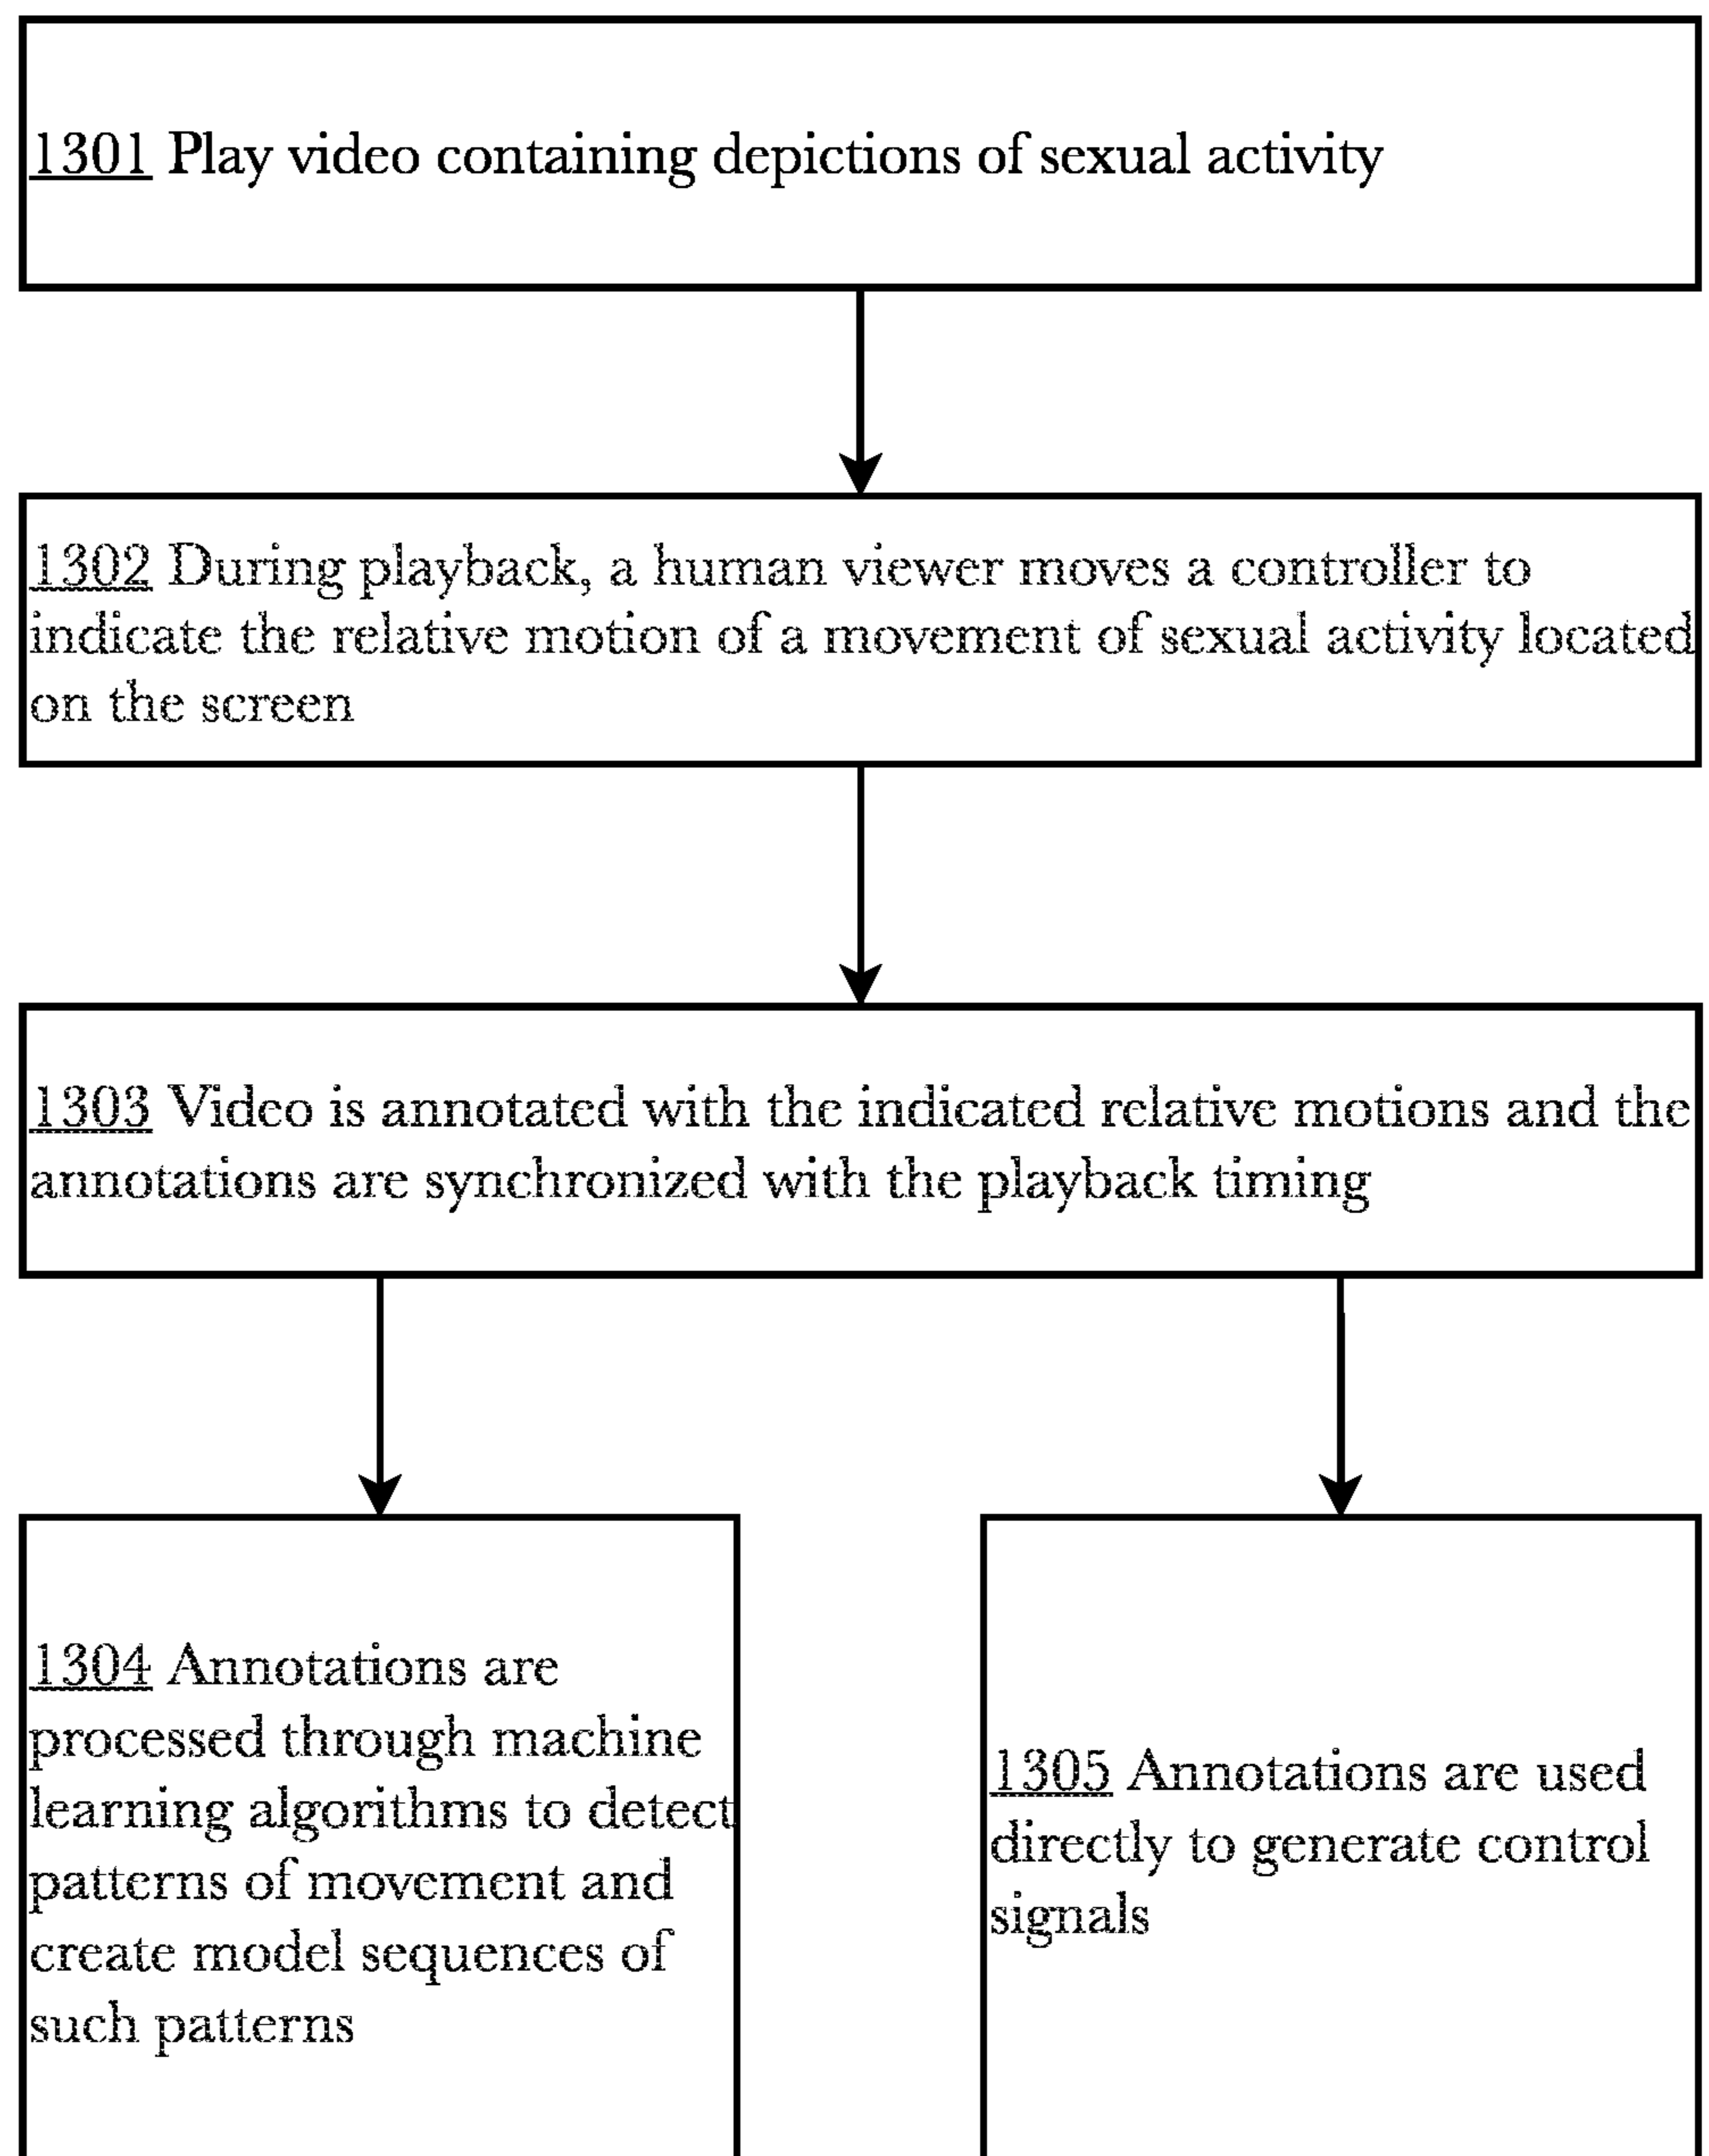 1301 Play video containing depictions of sexual activity
1302 During playback, a human viewer moves a controller to
indicate the relative motion of a movement of sexual activity located
on the screen
1303 Video is annotated with the indicated relative motions and the
annotations are synchronized with the playback timing
1304 Annotations are
processed through machine
learning algorithms to detect
patterns of movement and
create model sequences of
such patterns
1305 Annotations are used
directly to generate control
signals